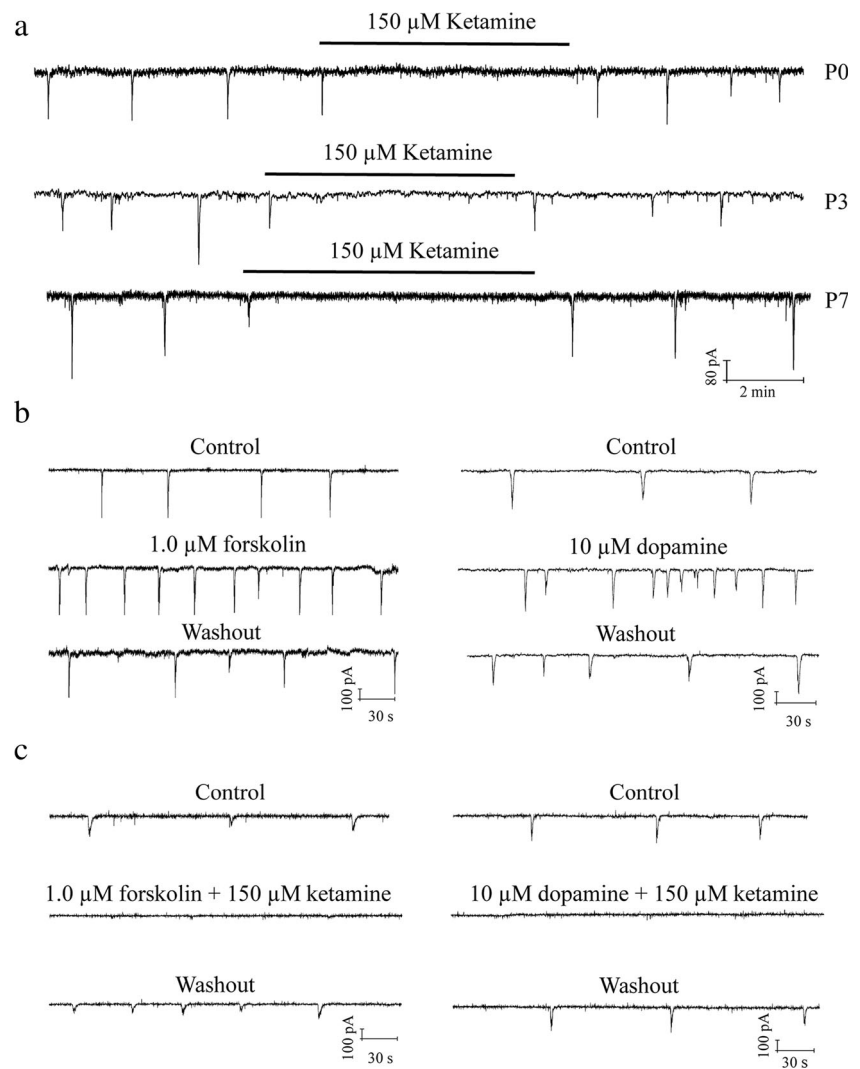 a
150 µM Ketamine
P0
150 µM Ketamine
P3
150 µM Ketamine
P7
80 pA
2 min
b
Control
Control
1.0 µM forskolin
10 µM dopamine
Washout
Washout
100 pA
30 s
100 pA
30 s
c
Control
Control
1.0 µM forskolin + 150 µM ketamine
10 µM dopamine + 150 µM ketamine
Washout
Washout
100 pA
30 s
100 pA
30 s